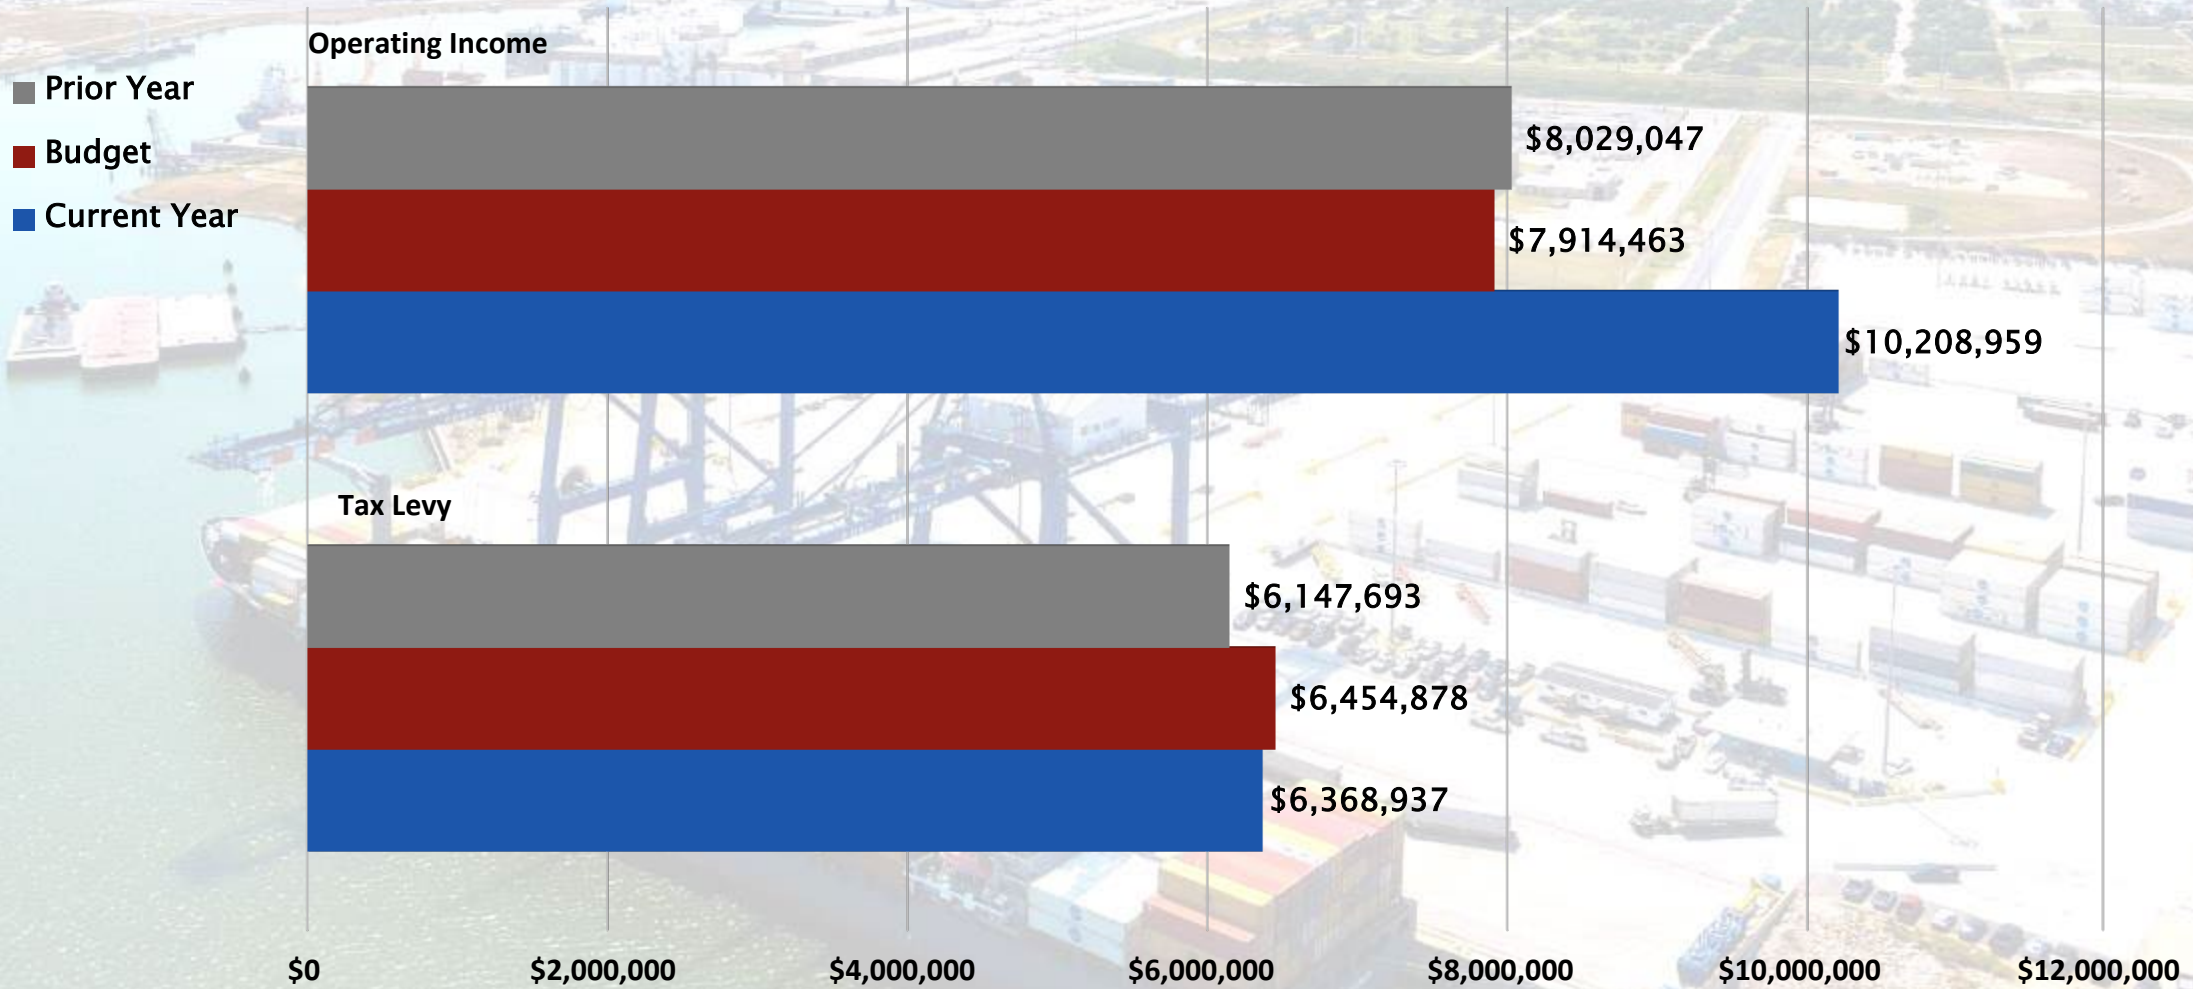 Operating Income
Prior Year
Budget
Current Year
$8,029,047
$7,914,463
$10,208,959
Tax Levy
$6,147,693
$6,454,878
$6,368,937
$0
$2,000,000
$4,000,000
$6,000,000
$8,000,000
$10,000,000
$12,000,000